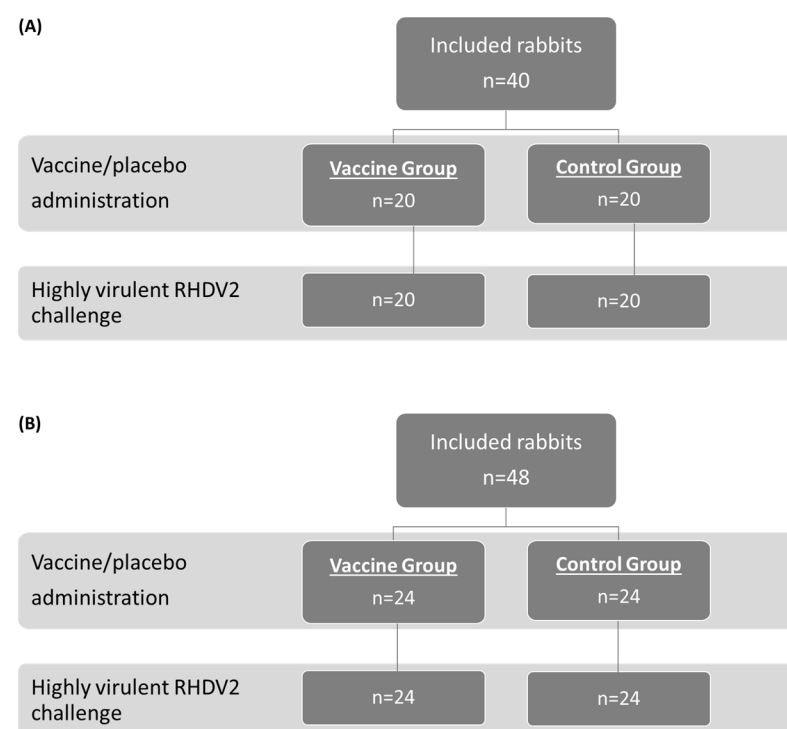 (A)
Included rabbits
n=40
Vaccine/placebo
administration
Vaccine Group
n=20
Control Group
n=20
Highly virulent RHDV2
challenge
n=20
n=20
(B)
Included rabbits
n=48
Vaccine/placebo
administration
Vaccine Group
n=24
Control Group
n=24
Highly virulent RHDV2
challenge
n=24
n=24